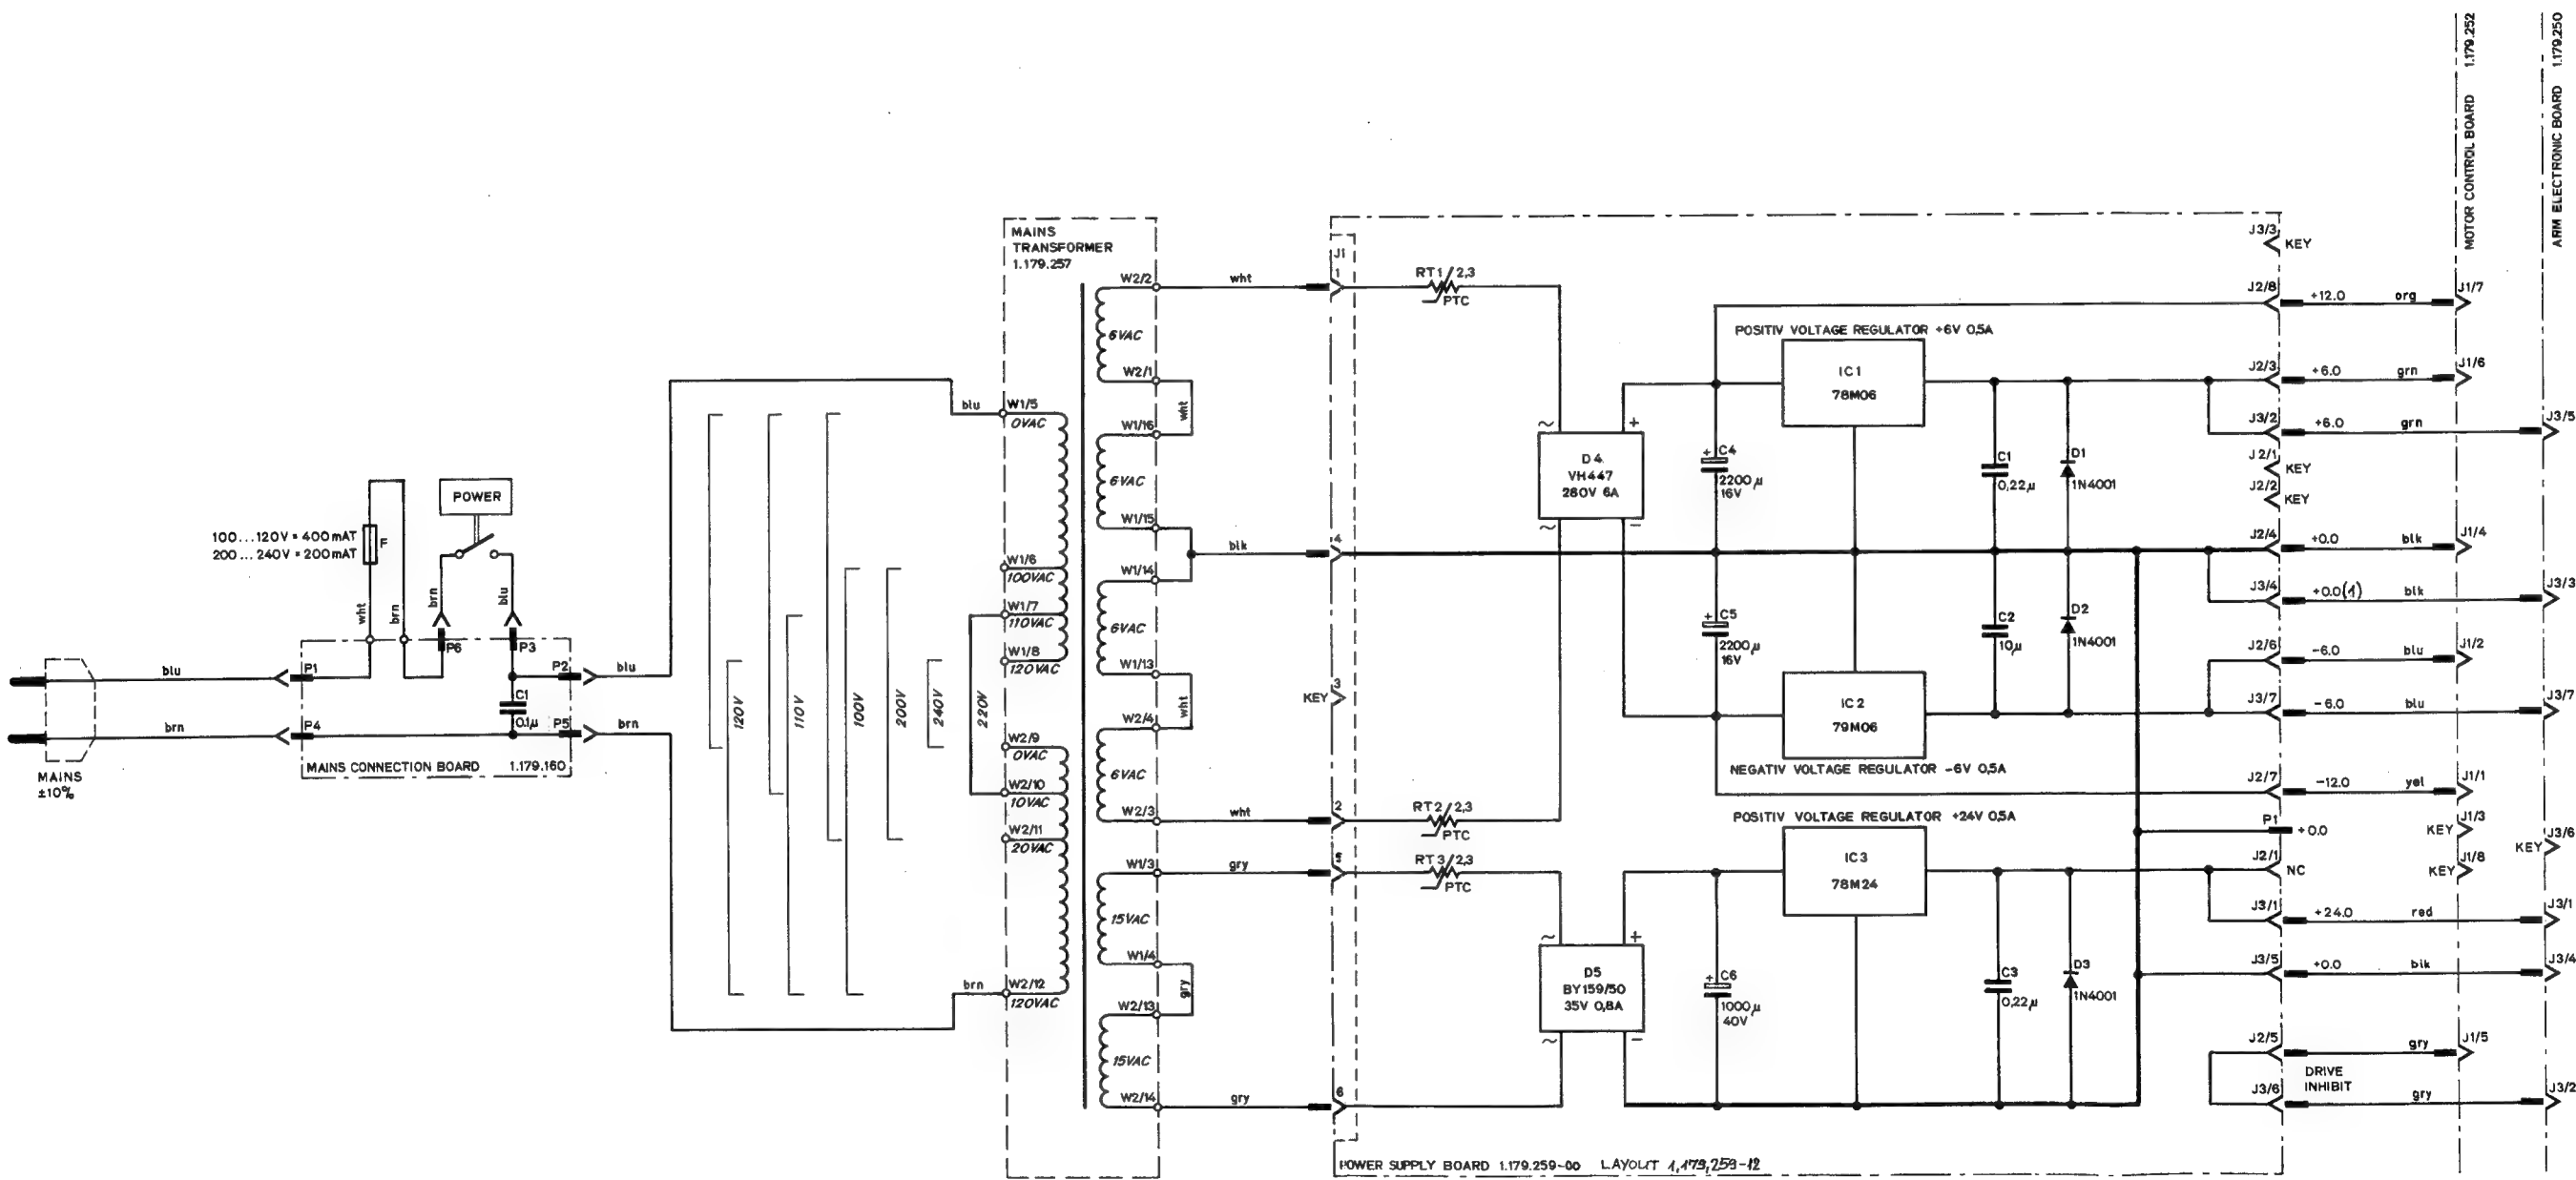 MOTOR CONTROL BOARD 1.179.252
ARM ELECTRONIC BOARD 1.179.250
100...120V = 400mAT
200...240V = 200mAT
F
POWER
wht
brn
brn
blu
P6
P3
MAINS
±10%
blu
brn
P1
P4
C1
0.1µ
P2
P5
MAINS CONNECTION BOARD 1.179.160
blu
brn
120V
110V
100V
200V
240V
220V
blu
brn
MAINS
TRANSFORMER
1.179.257
W1/5
0VAC
W1/6
100VAC
W1/7
110VAC
W1/8
120VAC
W2/9
0VAC
W2/10
10VAC
W2/11
20VAC
W2/12
120VAC
W2/2
6VAC
W2/1
W1/16
6VAC
W1/15
W1/14
6VAC
W1/13
W2/4
6VAC
W2/3
W1/3
15VAC
W1/4
W2/13
15VAC
W2/14
wht
wht
blk
wht
wht
gry
gry
gry
J1
1
4
KEY 3
2
5
6
RT1/2,3
PTC
RT2/2,3
PTC
RT3/2,3
PTC
~ +
D4
VH447
280V 6A
~ −
~ +
D5
BY159/50
35V 0,8A
~ −
+ C4
2200µ
16V
+ C5
2200µ
16V
+ C6
1000µ
40V
POSITIV VOLTAGE REGULATOR +6V 0,5A
IC1
78M06
IC2
79M06
NEGATIV VOLTAGE REGULATOR −6V 0,5A
POSITIV VOLTAGE REGULATOR +24V 0,5A
IC3
78M24
C1
0,22µ
D1
1N4001
C2
10µ
D2
1N4001
C3
0,22µ
D3
1N4001
J3/3
KEY
J2/8 +12.0 org J1/7
J2/3 +6.0 grn J1/6
J3/2 +6.0 grn J3/5
J2/1
KEY
J2/2
KEY
J2/4 +0.0 blk J1/4
J3/4 +0.0(1) blk J3/3
J2/6 −6.0 blu J1/2
J3/7 −6.0 blu J3/7
J2/7 −12.0 yel J1/1
P1 +0.0
KEY J1/3
KEY J3/6
J2/1
NC
KEY J1/8
J3/1 +24.0 red J3/1
J3/5 +0.0 blk J3/4
J2/5 gry J1/5
DRIVE
INHIBIT
J3/6 gry J3/2
POWER SUPPLY BOARD 1.179.259-00 LAYOUT 1,179,259-12